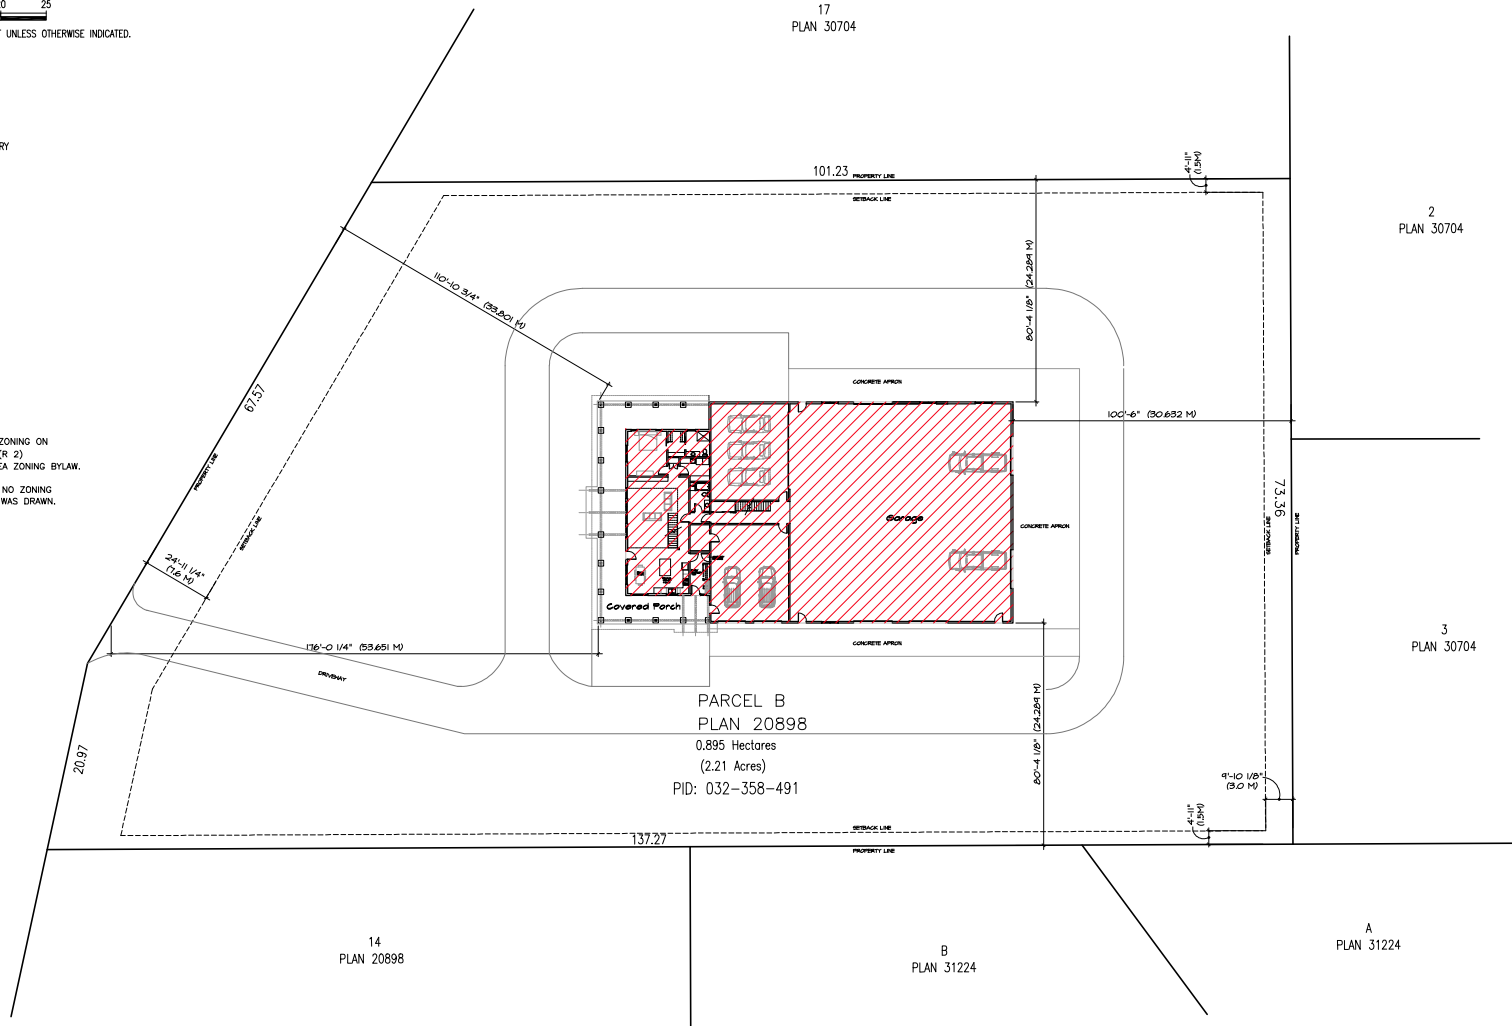 20 25
UNLESS OTHERWISE INDICATED.
17
PLAN 30704
RY
101.23
PROPERTY LINE
SETBACK LINE
4'-11"
(1.5M)
2
PLAN 30704
110'-10 3/4" (33.801 M)
80'-4 1/8" (24.289 M)
67.57
PROPERTY LINE
SETBACK LINE
CONCRETE APRON
100'-6" (30.632 M)
ZONING ON
(R 2)
EA ZONING BYLAW.
NO ZONING
WAS DRAWN.
Garage
CONCRETE APRON
73.36
SETBACK LINE
PROPERTY LINE
24'-11 1/4"
(7.6 M)
Covered Porch
176'-0 1/4" (53.651 M)
DRIVEWAY
CONCRETE APRON
3
PLAN 30704
PARCEL B
PLAN 20898
0.895 Hectares
(2.21 Acres)
PID: 032-358-491
80'-4 1/8" (24.289 M)
20.97
9'-10 1/8"
(3.0 M)
4'-11"
(1.5M)
SETBACK LINE
137.27
PROPERTY LINE
14
PLAN 20898
B
PLAN 31224
A
PLAN 31224